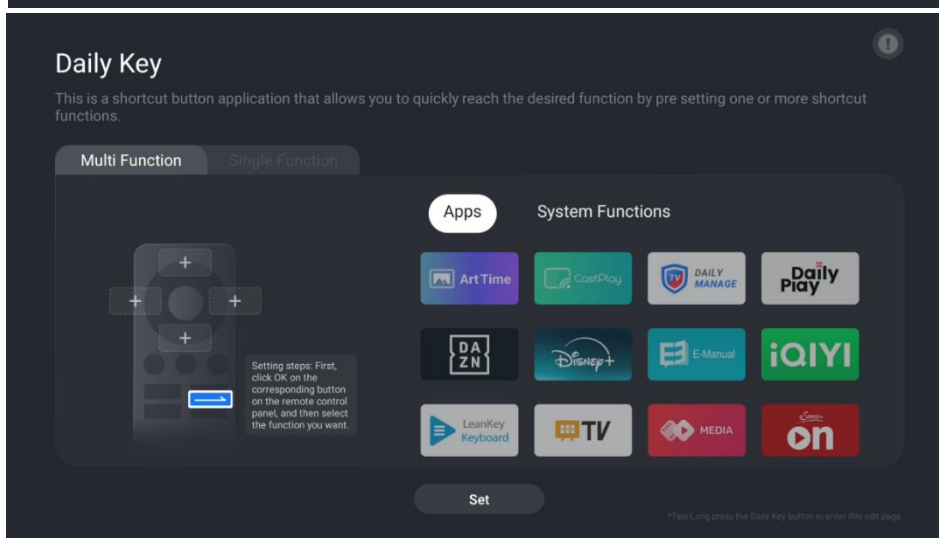 Daily Key
This is a shortcut button application that allows you to quickly reach the desired function by pre setting one or more shortcut
functions.
Multi Function
Single Function
Apps
System Functions
Art Time
CastPlay
DAILY
MANAGE
Daily
Play
DA
ZN
Disney+
E-Manual
iQIYI
LeanKey
Keyboard
TV
MEDIA
on
Setting steps: First,
click OK on the
corresponding button
on the remote control
panel, and then select
the function you want.
Set
*Tips:Long press the Daily Key button to enter this edit page